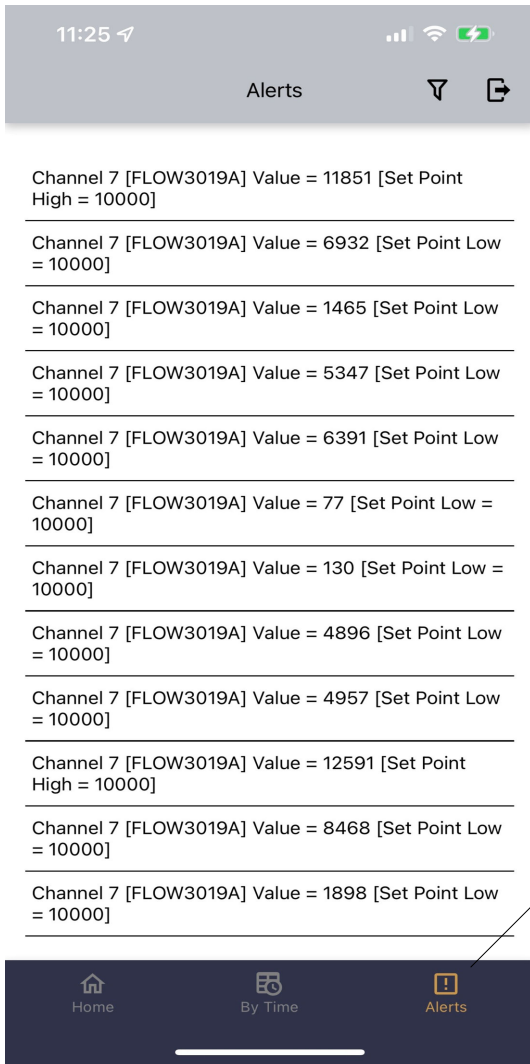 11:25
Alerts
Channel 7 [FLOW3019A] Value = 11851 [Set Point
High = 10000]
Channel 7 [FLOW3019A] Value = 6932 [Set Point Low
= 10000]
Channel 7 [FLOW3019A] Value = 1465 [Set Point Low
= 10000]
Channel 7 [FLOW3019A] Value = 5347 [Set Point Low
= 10000]
Channel 7 [FLOW3019A] Value = 6391 [Set Point Low
= 10000]
Channel 7 [FLOW3019A] Value = 77 [Set Point Low =
10000]
Channel 7 [FLOW3019A] Value = 130 [Set Point Low =
10000]
Channel 7 [FLOW3019A] Value = 4896 [Set Point Low
= 10000]
Channel 7 [FLOW3019A] Value = 4957 [Set Point Low
= 10000]
Channel 7 [FLOW3019A] Value = 12591 [Set Point
High = 10000]
Channel 7 [FLOW3019A] Value = 8468 [Set Point Low
= 10000]
Channel 7 [FLOW3019A] Value = 1898 [Set Point Low
= 10000]
Home By Time Alerts